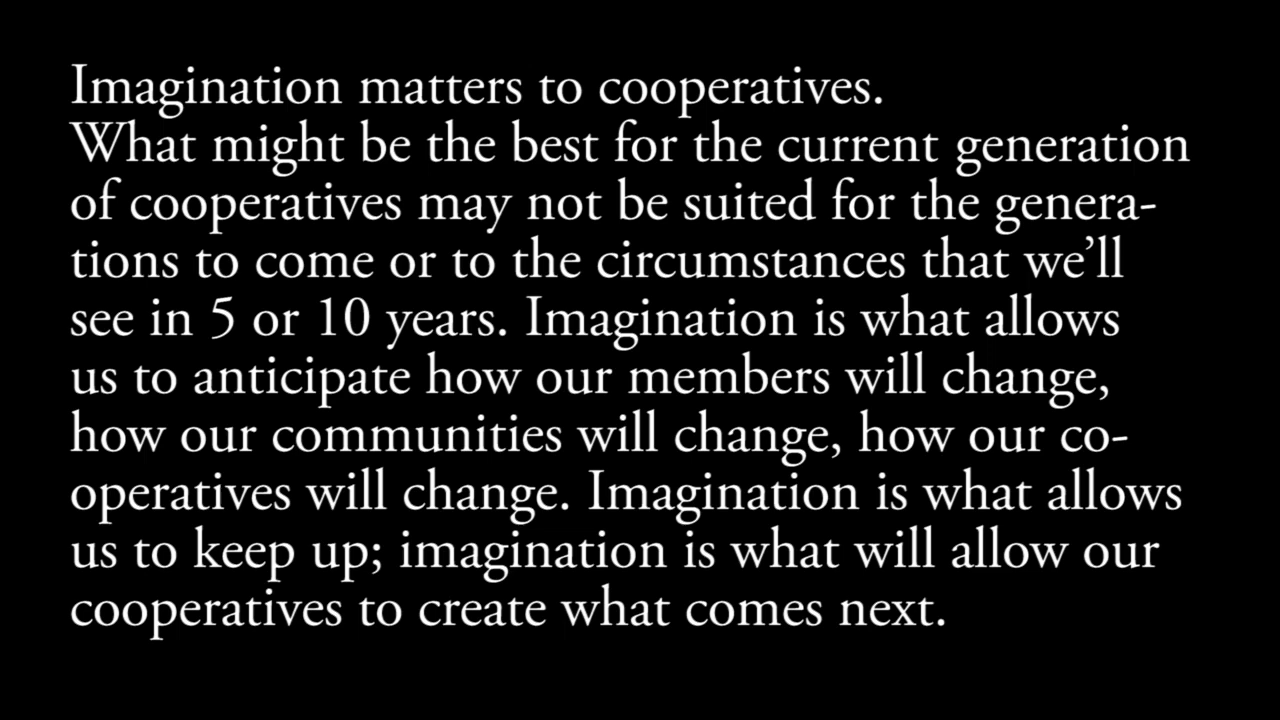 Imagination matters to cooperatives.
What might be the best for the current generation
of cooperatives may not be suited for the genera-
tions to come or to the circumstances that we’ll
see in 5 or 10 years. Imagination is what allows
us to anticipate how our members will change,
how our communities will change, how our co-
operatives will change. Imagination is what allows
us to keep up; imagination is what will allow our
cooperatives to create what comes next.